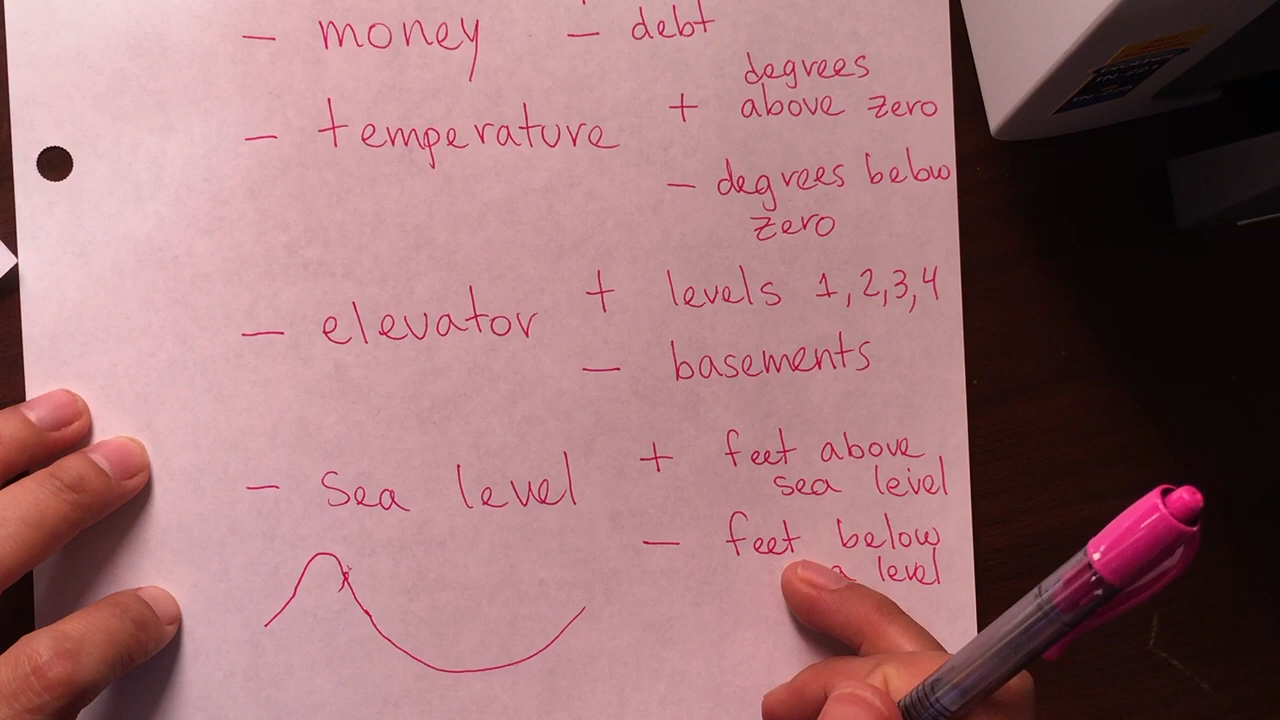 - money - debt
- temperature + degrees
above zero
- degrees below
zero
- elevator + levels 1,2,3,4
- basements
- sea level + feet above
sea level
- feet below
level